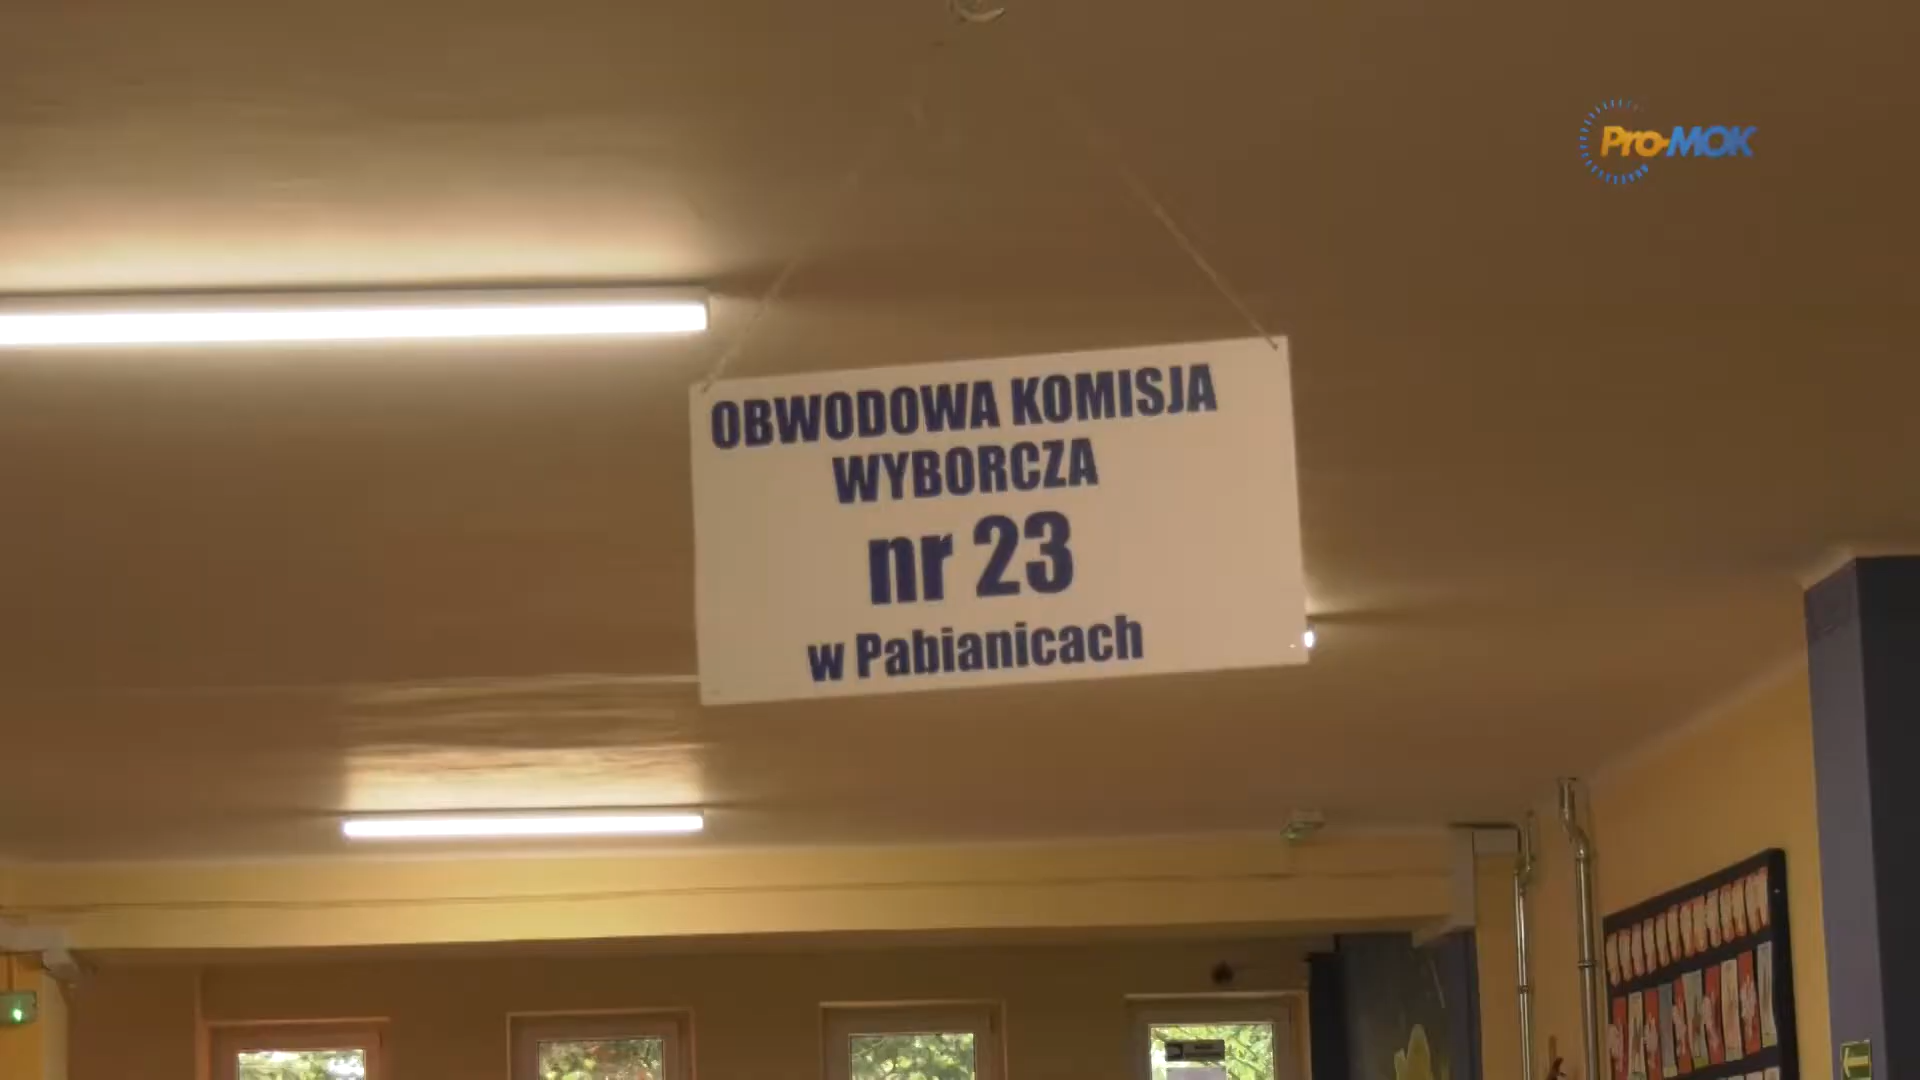 Pro-MOK
OBWODOWA KOMISJA
WYBORCZA
nr 23
w Pabianicach